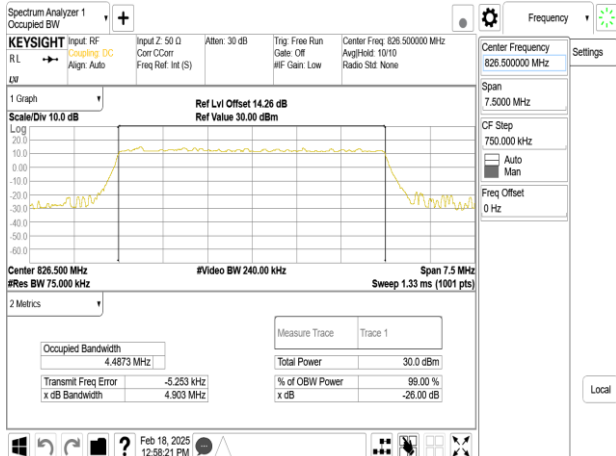 Spectrum Analyzer 1
Occupied BW
Frequency
KEYSIGHT
Input: RF
Coupling: DC
Align: Auto
Input Z: 50 Ω
Corr CCorr
Freq Ref: Int (S)
Atten: 30 dB
Trig: Free Run
Gate: Off
#IF Gain: Low
Center Freq: 826.500000 MHz
Avg|Hold: 10/10
Radio Std: None
R L
LXI
Center Frequency
826.500000 MHz
Settings
Span
7.5000 MHz
CF Step
750.000 kHz
Auto
Man
Freq Offset
0 Hz
Local
1 Graph
Scale/Div 10.0 dB
Ref Lvl Offset 14.26 dB
Ref Value 30.00 dBm
Log
20.0
10.0
0.00
-10.0
-20.0
-30.0
-40.0
-50.0
-60.0
Center 826.500 MHz
#Video BW 240.00 kHz
Span 7.5 MHz
#Res BW 75.000 kHz
Sweep 1.33 ms (1001 pts)
2 Metrics
Measure Trace
Trace 1
Occupied Bandwidth
4.4873 MHz
Total Power
30.0 dBm
Transmit Freq Error
-5.253 kHz
% of OBW Power
99.00 %
x dB Bandwidth
4.903 MHz
x dB
-26.00 dB
?
Feb 18, 2025
12:58:21 PM